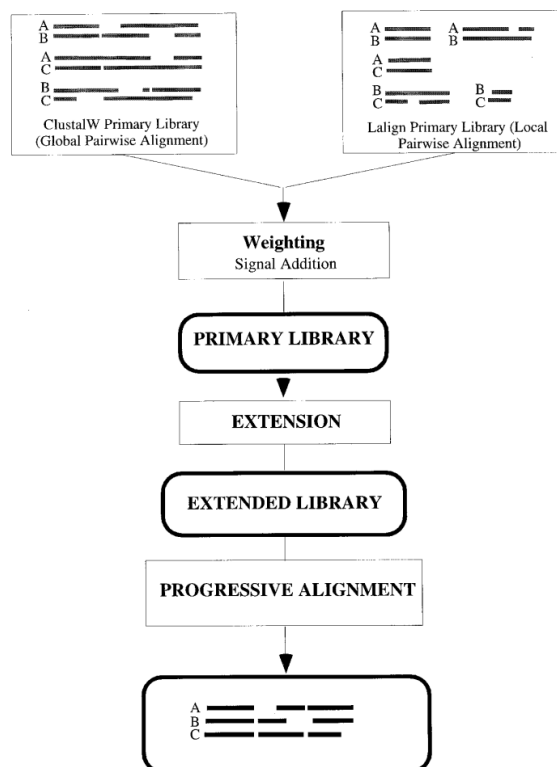 A
B
A
C
B
C
ClustalW Primary Library
(Global Pairwise Alignment)
A
B
A
B
A
C
B
C
B
C
Lalign Primary Library (Local
Pairwise Alignment)
Weighting
Signal Addition
PRIMARY LIBRARY
EXTENSION
EXTENDED LIBRARY
PROGRESSIVE ALIGNMENT
A
B
C